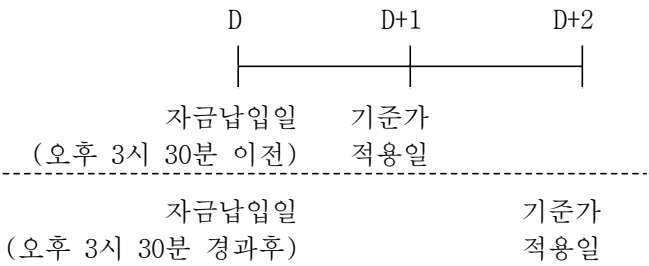 D D+1 D+2
자금납입일 기준가
(오후 3시 30분 이전) 적용일
자금납입일 기준가
(오후 3시 30분 경과후) 적용일